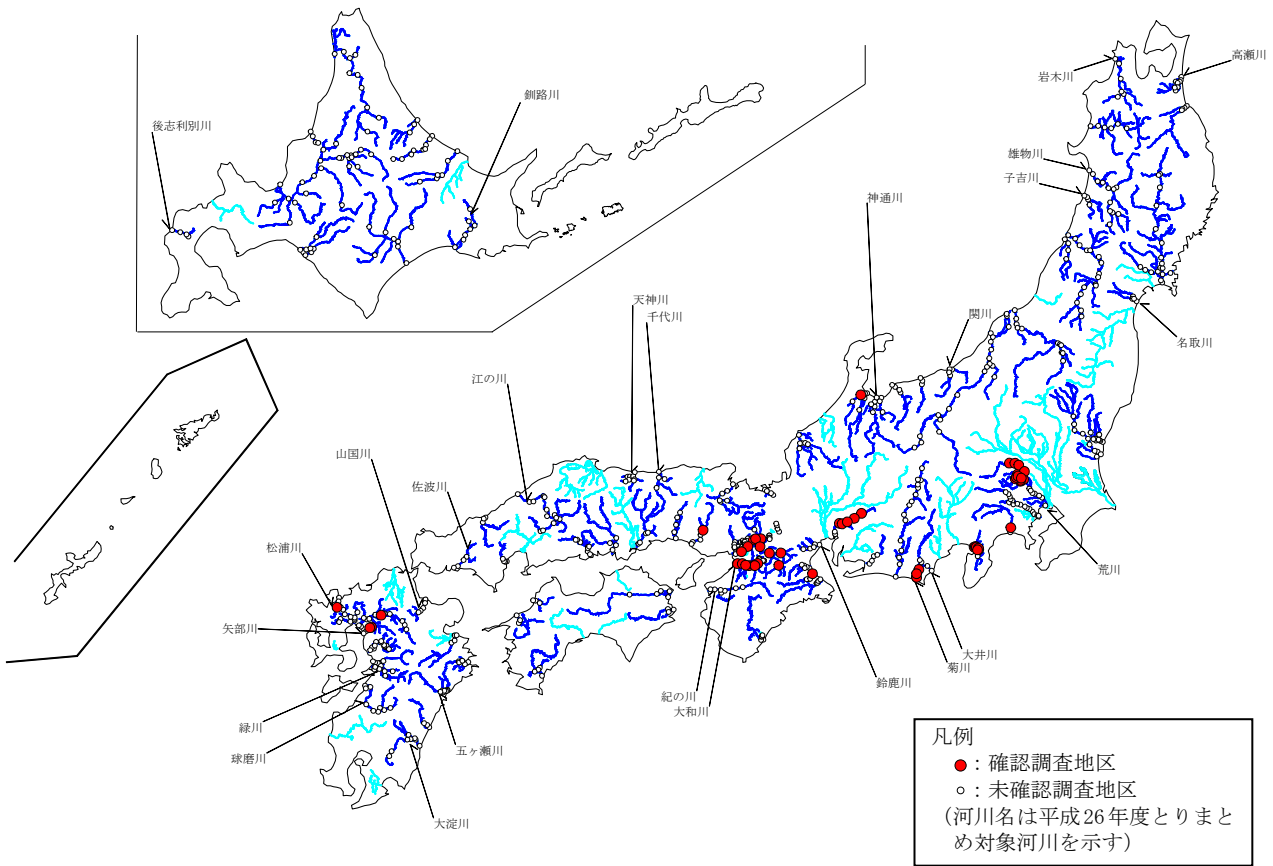 高瀬川
岩木川
釧路川
後志利別川
雄物川
子吉川
神通川
天神川
千代川
関川
名取川
江の川
山国川
佐波川
松浦川
荒川
矢部川
大井川
菊川
鈴鹿川
紀の川
大和川
緑川
球磨川
五ヶ瀬川
大淀川
凡例
●：確認調査地区
○：未確認調査地区
（河川名は平成26年度とりまと
め対象河川を示す）